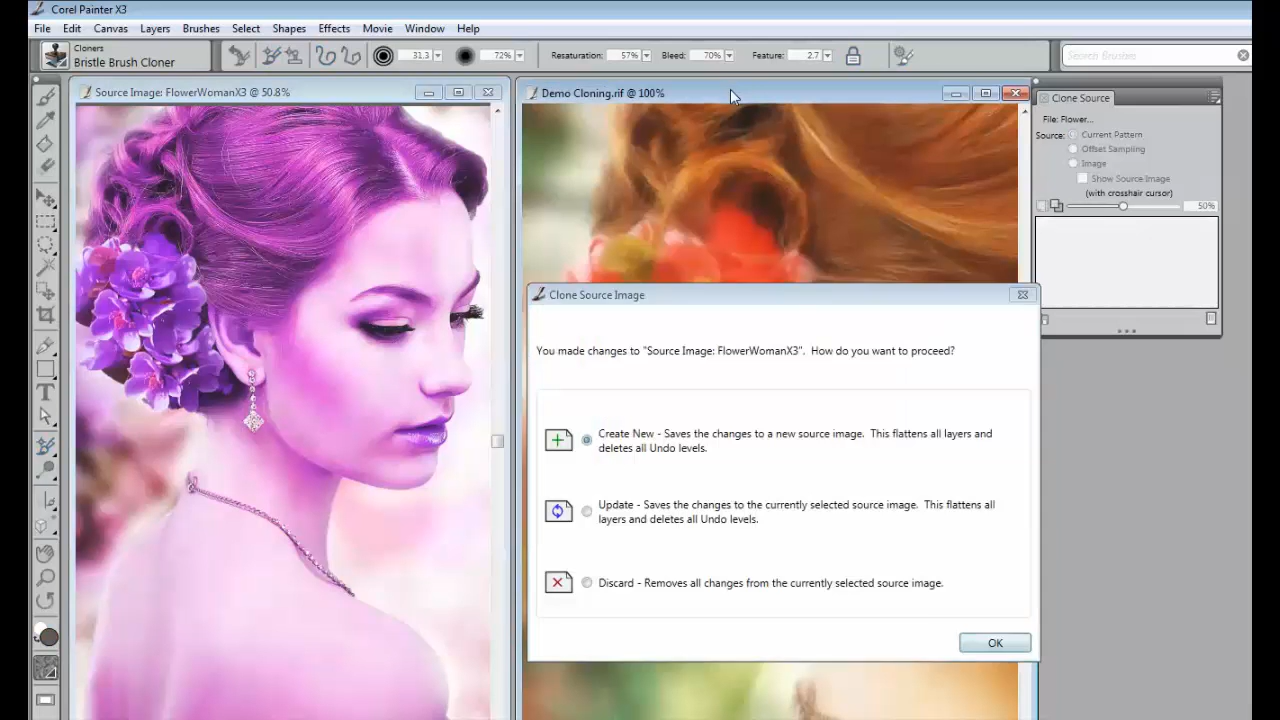 Corel Painter X3
File Edit Canvas Layers Brushes Select Shapes Effects Movie Window Help
Cloners
Bristle Brush Cloner
31.3 72% Resaturation: 57% Bleed: 70% Feature: 2.7
Search Brushes
Source Image: FlowerWomanX3 @ 50.8%
Demo Cloning.rif @ 100%
Clone Source
File: Flower...
Source: Current Pattern
Offset Sampling
Image
Show Source Image
(with crosshair cursor)
50%
Clone Source Image
You made changes to "Source Image: FlowerWomanX3". How do you want to proceed?
Create New - Saves the changes to a new source image. This flattens all layers and
deletes all Undo levels.
Update - Saves the changes to the currently selected source image. This flattens all
layers and deletes all Undo levels.
Discard - Removes all changes from the currently selected source image.
OK